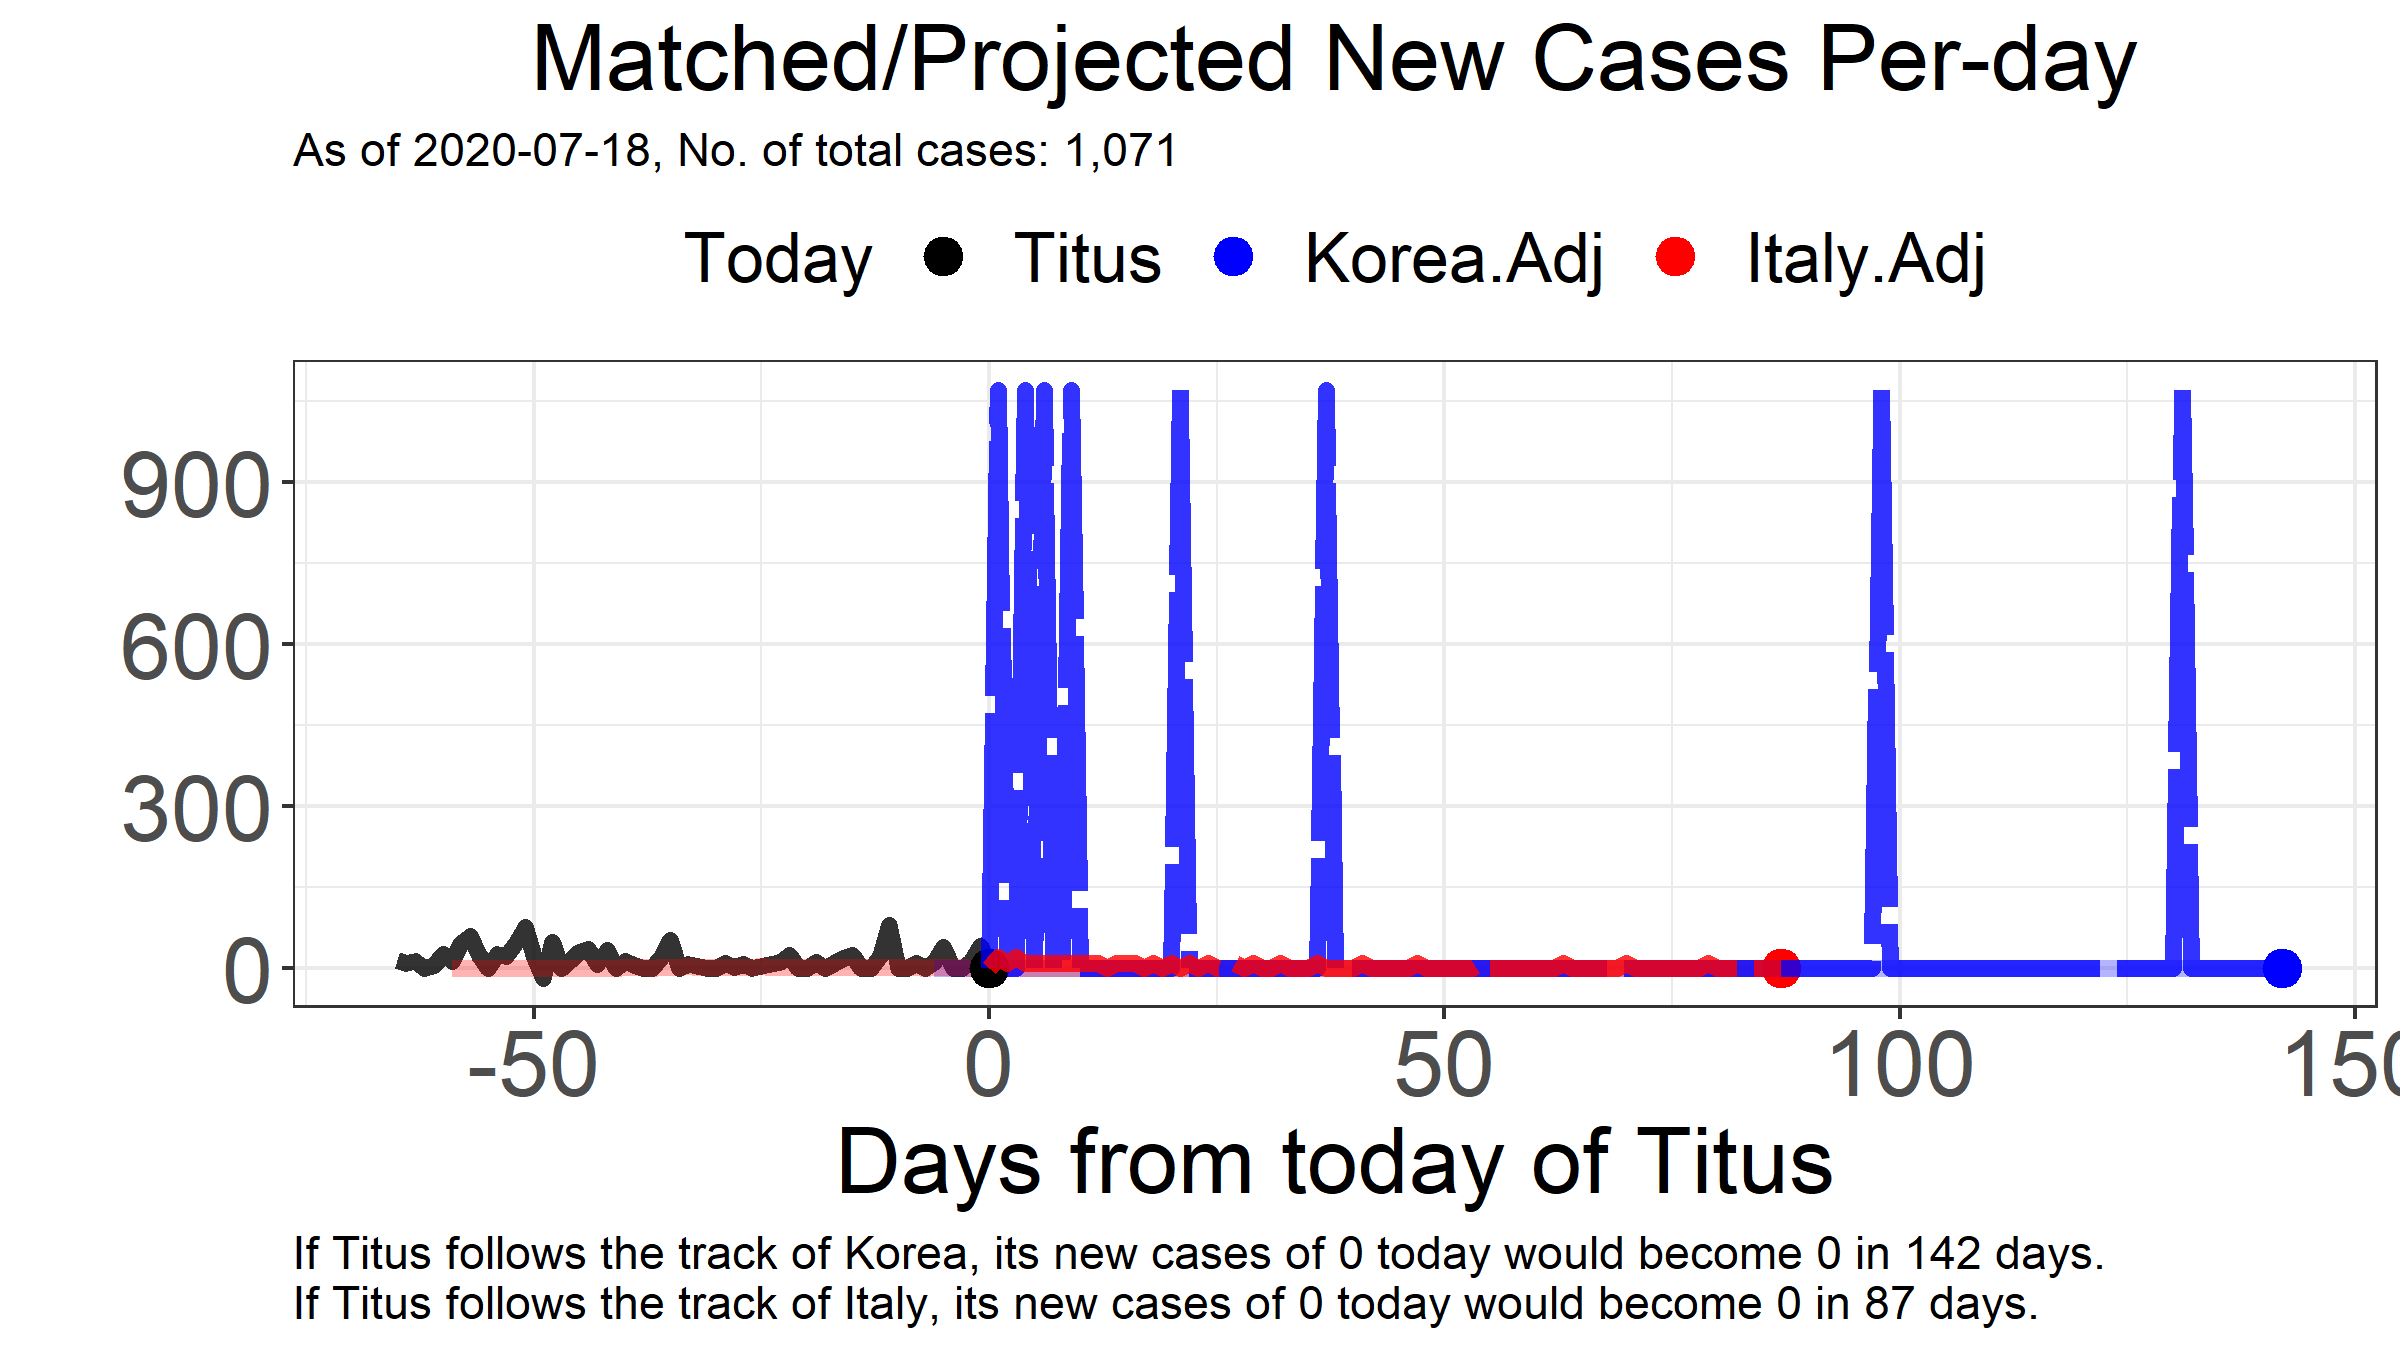 Matched/Projected New Cases Per-day
As of 2020-07-18, No. of total cases: 1,071
Today Titus Korea.Adj Italy.Adj
900
600
300
0
-50 0 50 100 150
Days from today of Titus
If Titus follows the track of Korea, its new cases of 0 today would become 0 in 142 days.
If Titus follows the track of Italy, its new cases of 0 today would become 0 in 87 days.